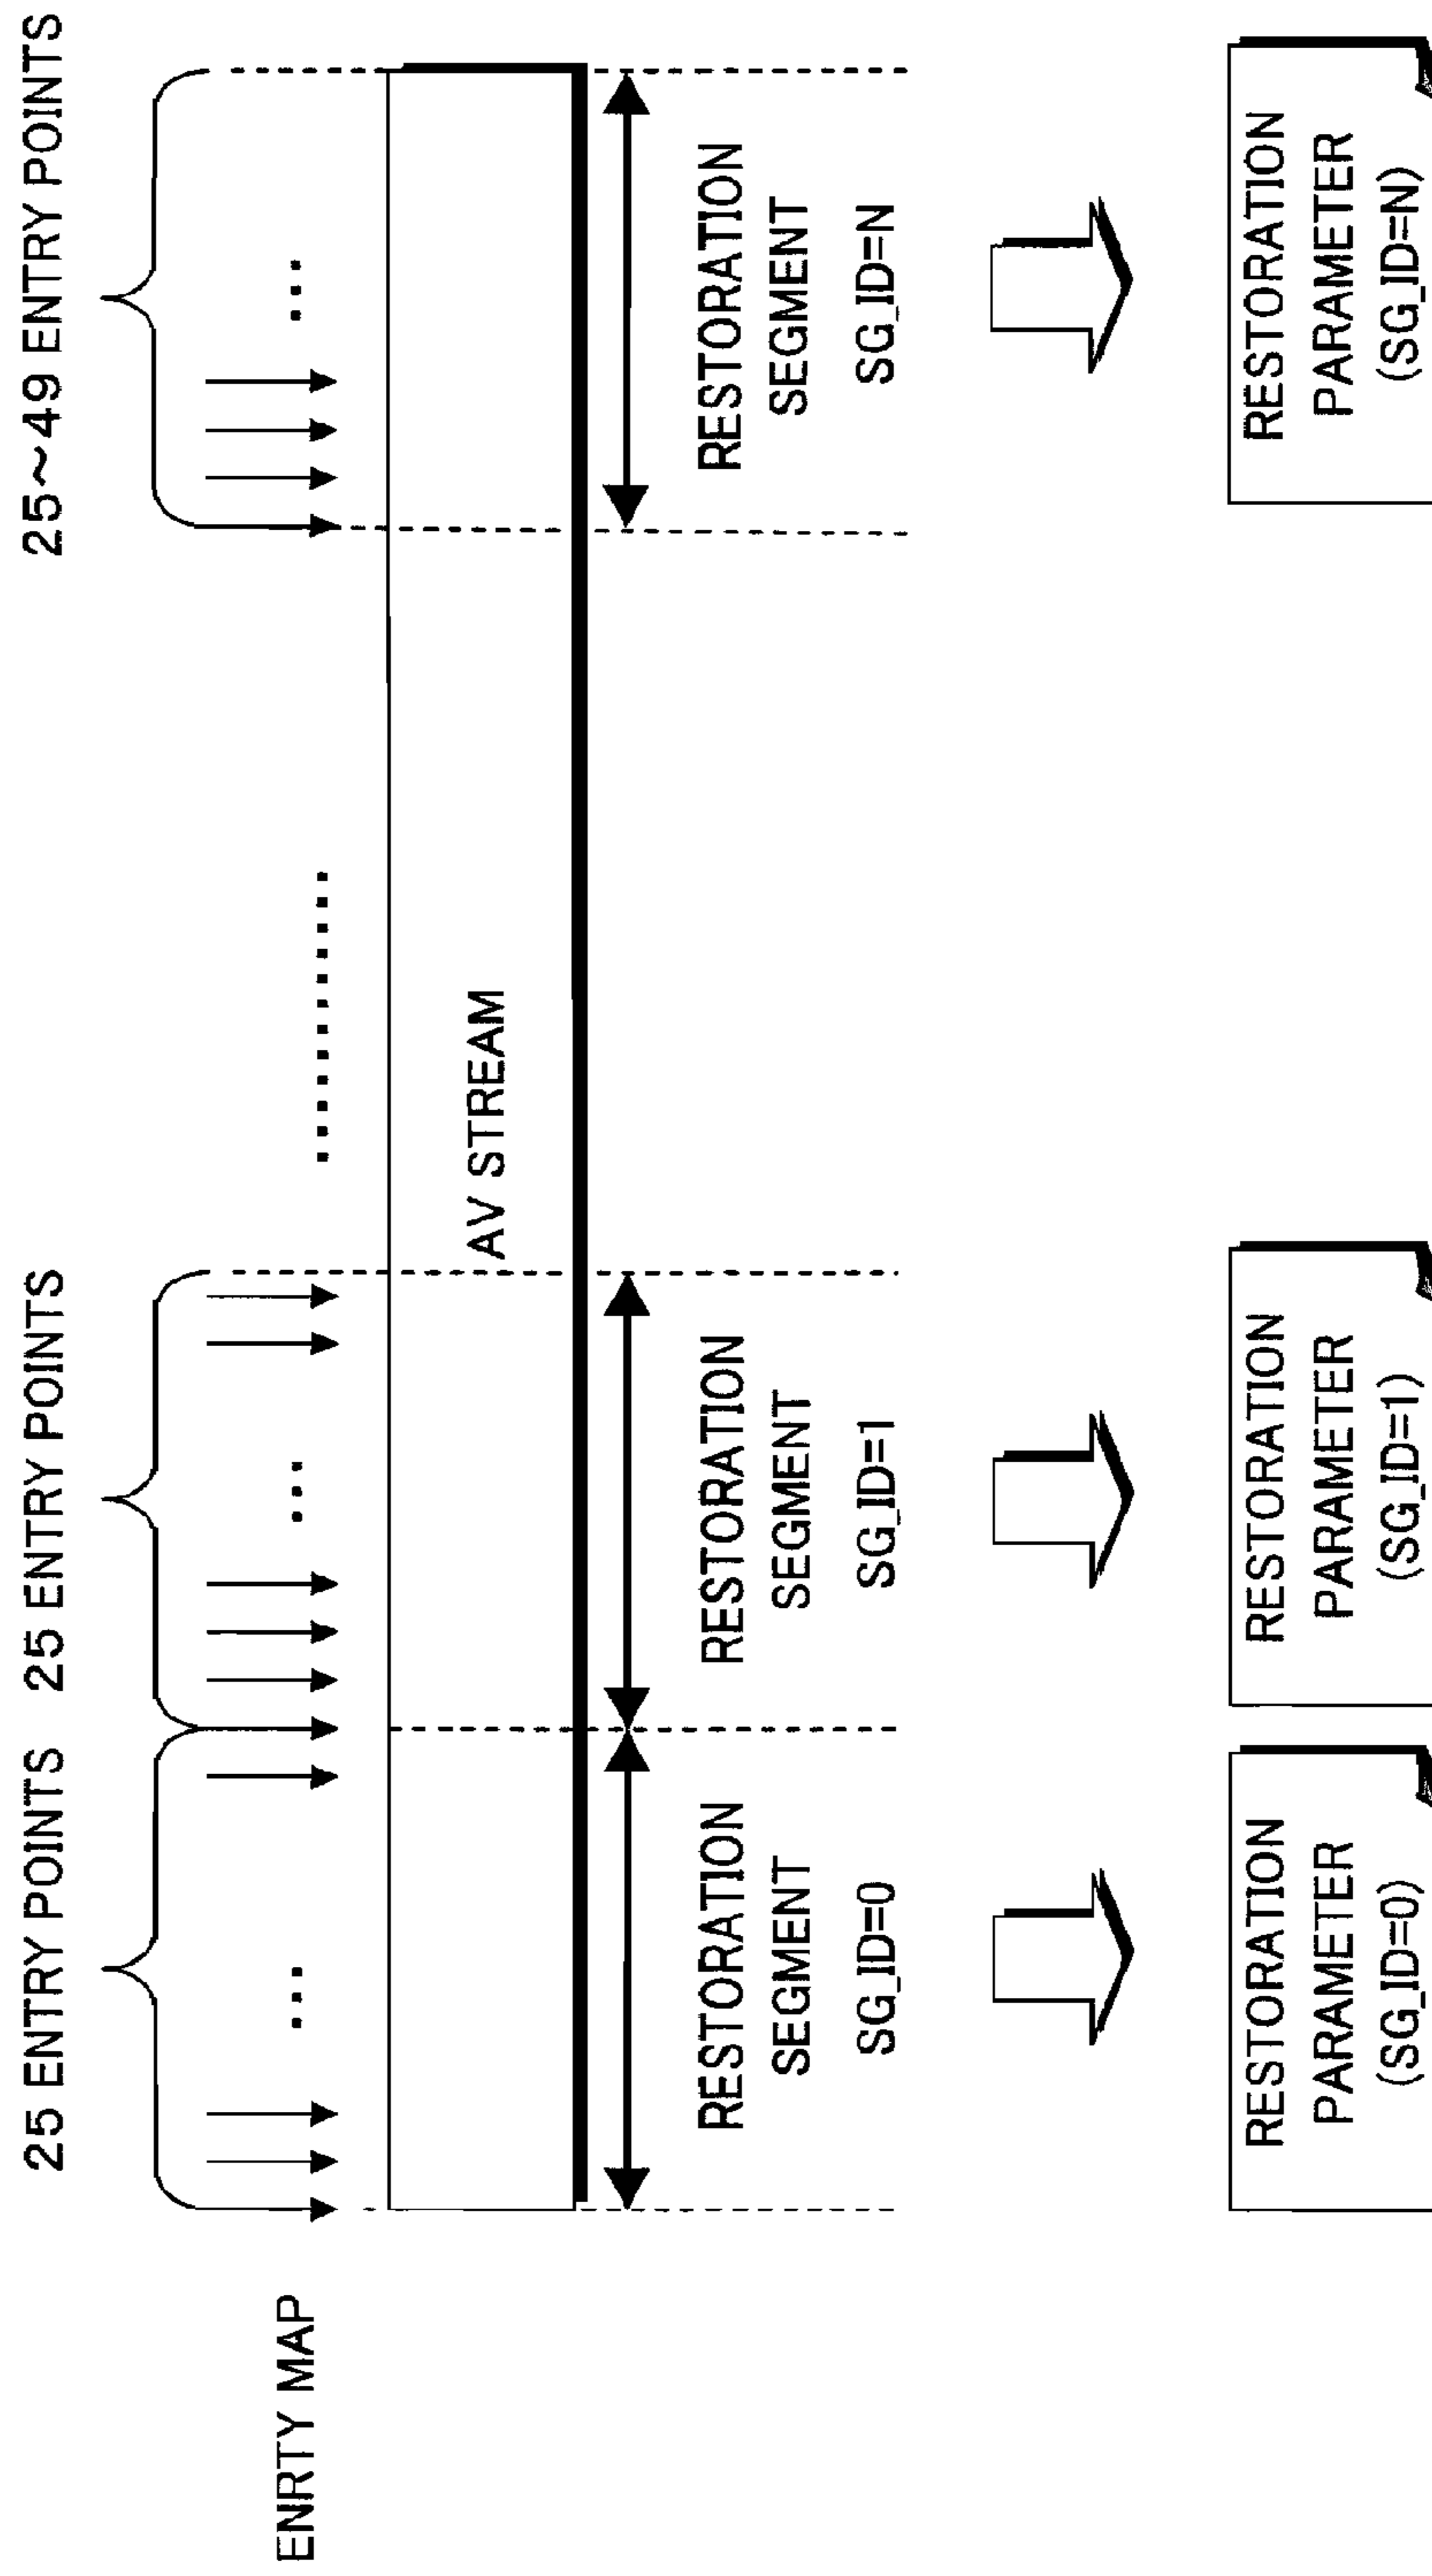 25 ENTRY POINTS
25 ENTRY POINTS
25~49 ENTRY POINTS
ENRTY MAP
AV STREAM
RESTORATION
SEGMENT
SG_ID=0
RESTORATION
SEGMENT
SG_ID=1
RESTORATION
SEGMENT
SG_ID=N
RESTORATION
PARAMETER
(SG_ID=0)
RESTORATION
PARAMETER
(SG_ID=1)
RESTORATION
PARAMETER
(SG_ID=N)